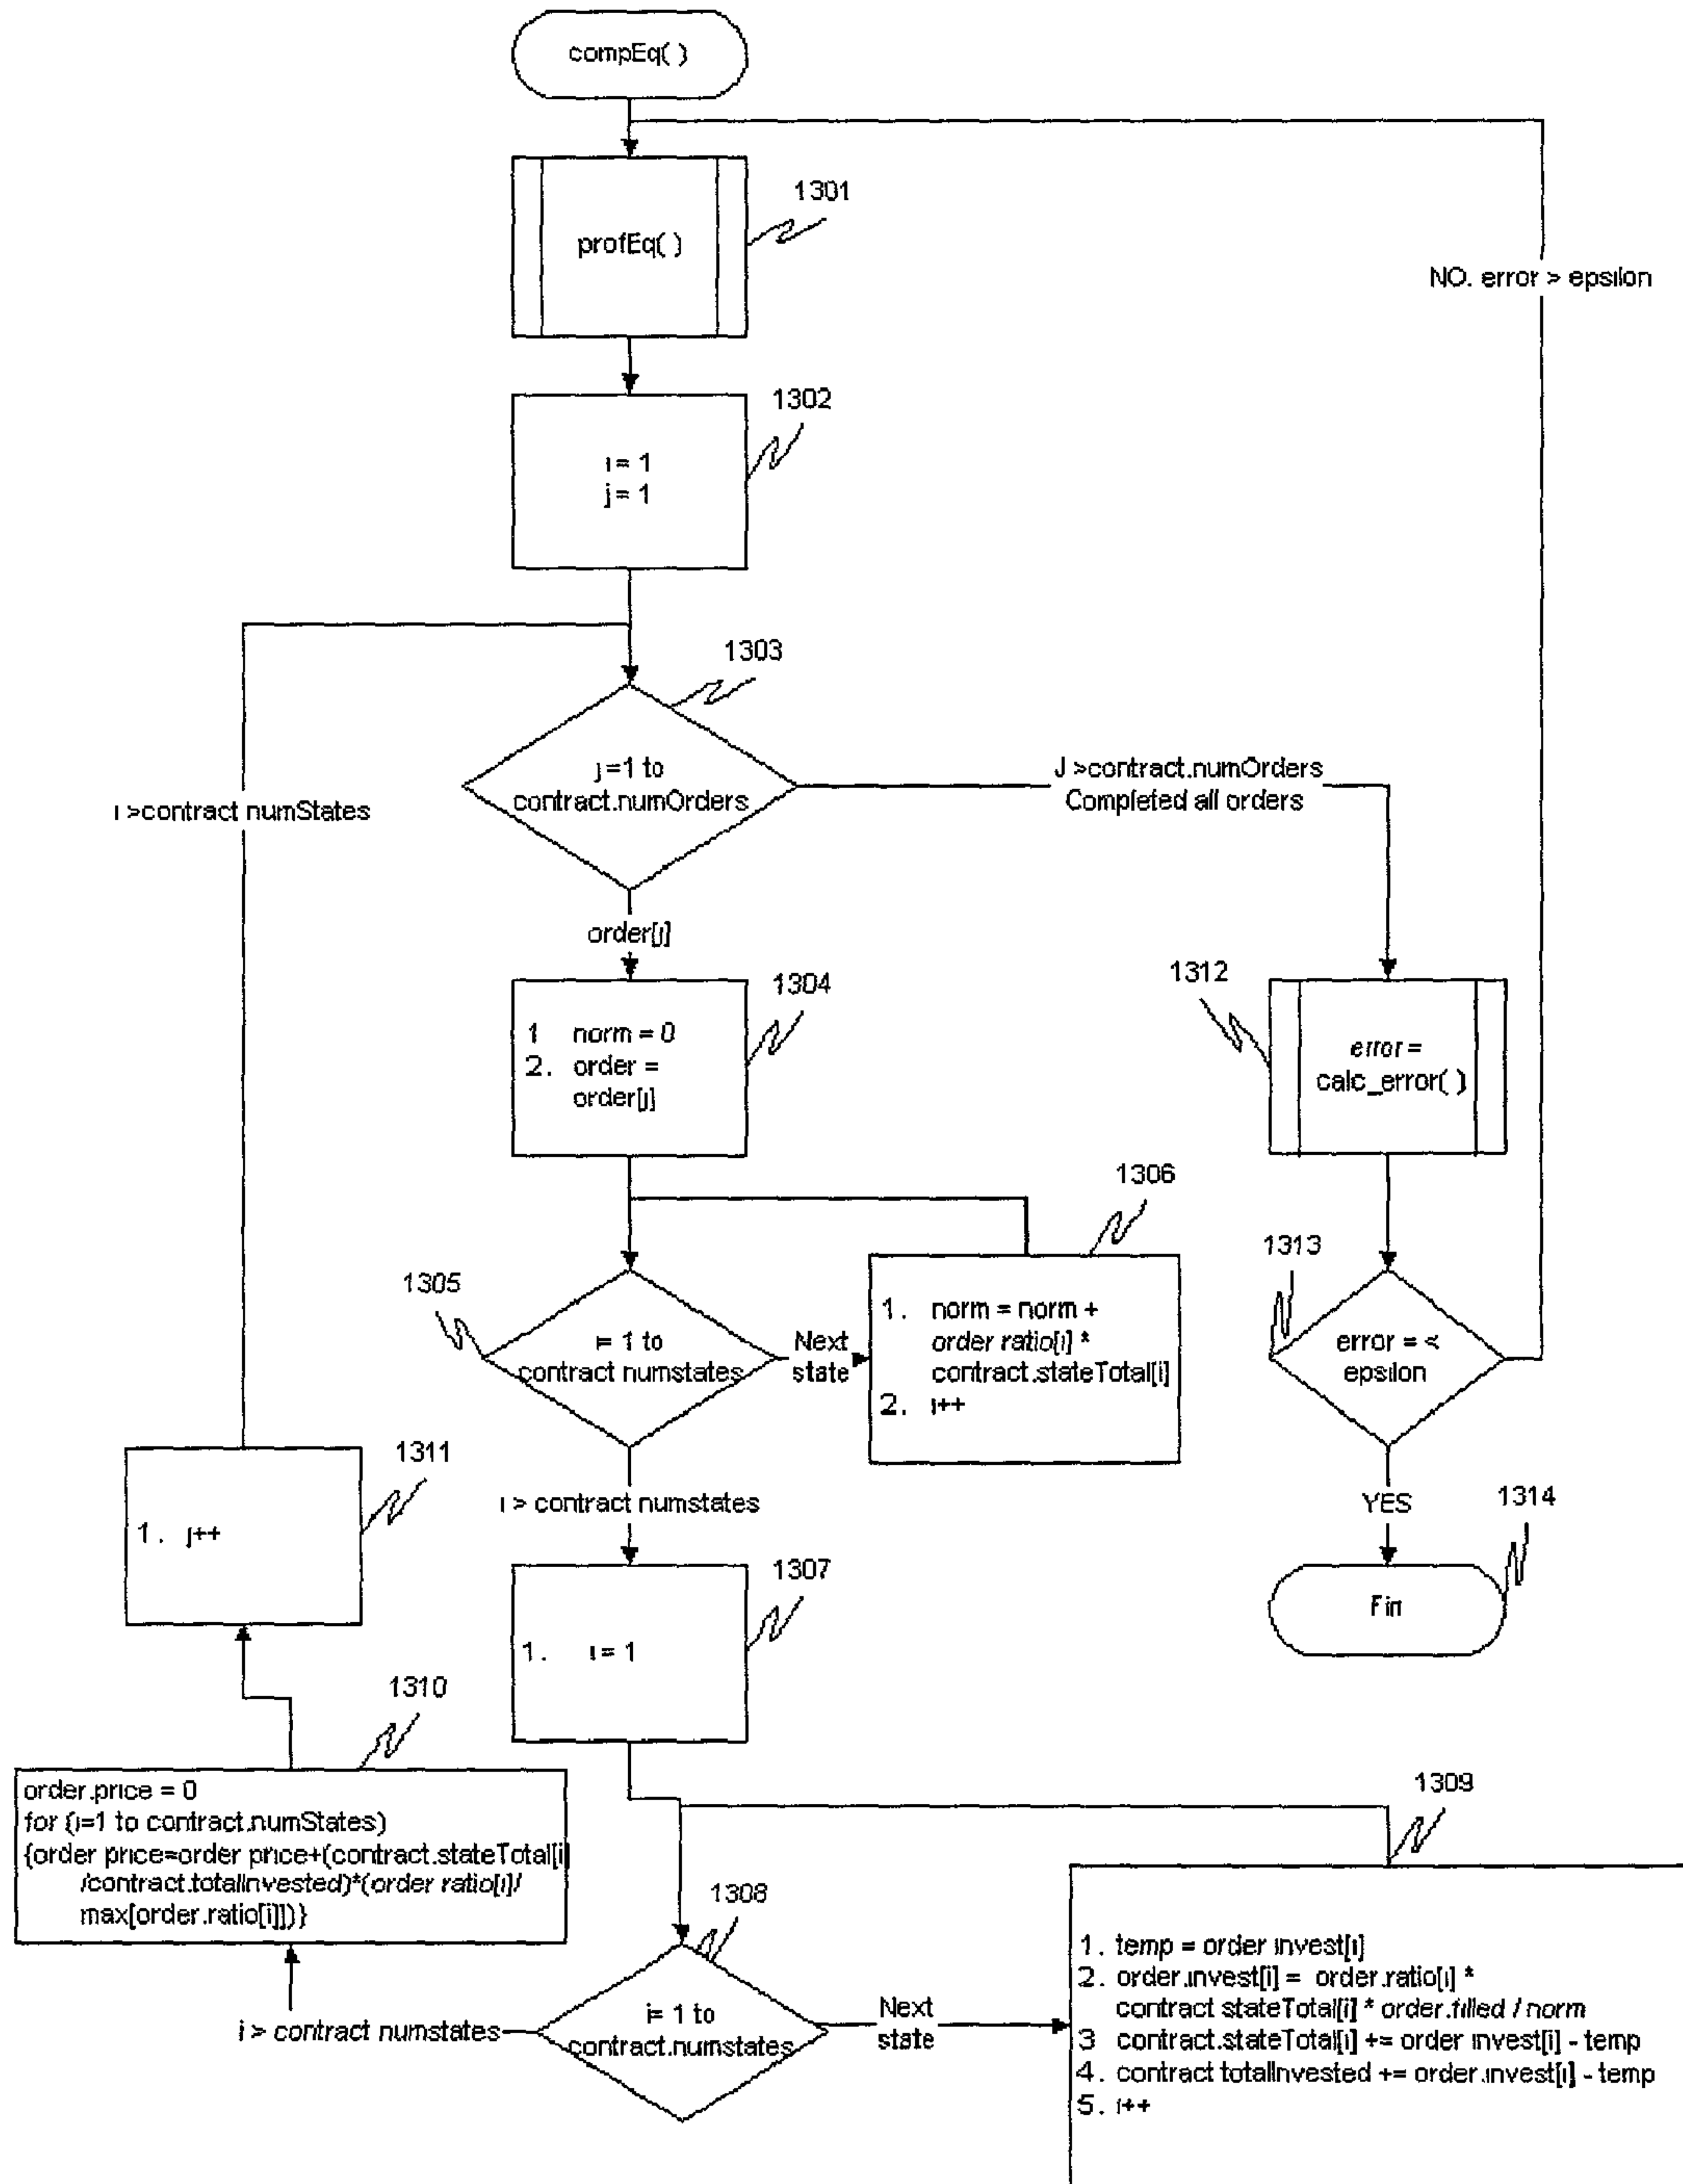 compEq( )
1301
profEq( )
NO. error > epsilon
1302
i= 1
j= 1
1303
j=1 to
contract.numOrders
J >contract.numOrders
Completed all orders
i >contract numStates
order[j]
1304
1 norm = 0
2. order =
order[j]
1312
error =
calc_error( )
1306
1. norm = norm +
order ratio[i] *
contract.stateTotal[i]
2. i++
1305
i= 1 to
contract numstates
Next
state
1313
error = <
epsilon
1311
1. j++
i > contract numstates
YES
1314
Fin
1307
1. i= 1
1310
order.price = 0
for (i=1 to contract.numStates)
{order price=order price+(contract.stateTotal[i]
/contract.totalInvested)*(order ratio[i]/
max[order.ratio[i]])}
1309
1308
i= 1 to
contract.numstates
i > contract numstates
Next
state
1. temp = order invest[i]
2. order.invest[i] = order.ratio[i] *
contract stateTotal[i] * order.filled / norm
3 contract.stateTotal[i] += order invest[i] - temp
4. contract totalInvested += order.invest[i] - temp
5. i++